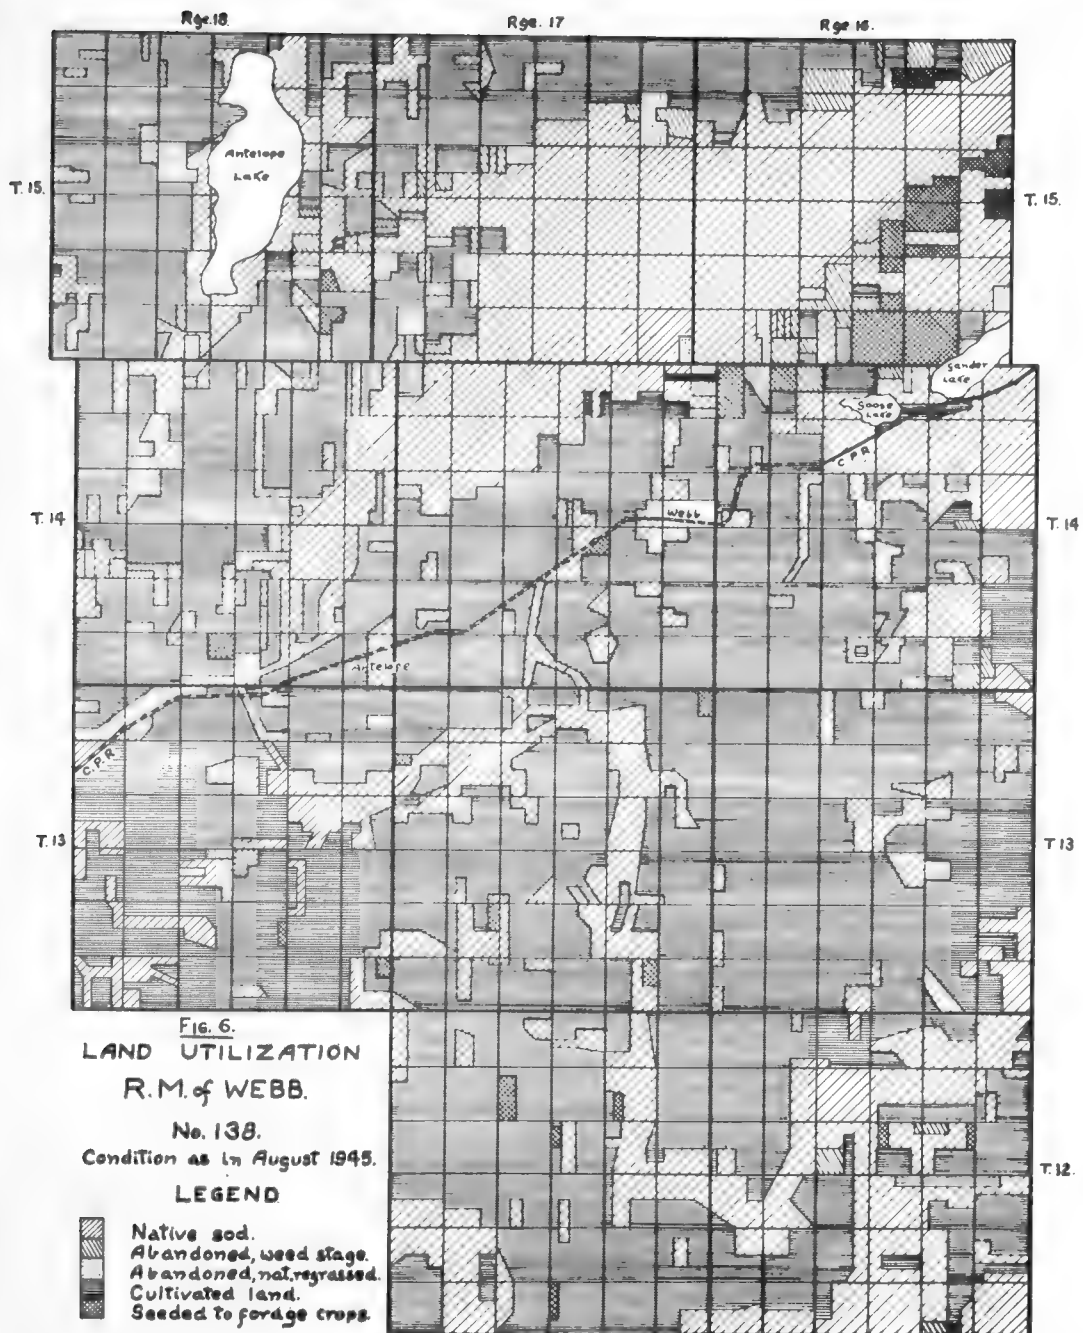 Rge.18. Rge. 17 Rge 16.
Antelope
Lake
T. 15. T. 15.
Sander
Lake
Goose
Lake
C.P.R.
Webb
T. 14 T. 14
Antelope
C.P.R
T. 13 T 13
FIG. 6.
LAND UTILIZATION
R.M. of WEBB.
No. 138.
Condition as in August 1945.
T.12.
LEGEND
Native sod.
Abandoned, weed stage.
Abandoned, nat, regrassed.
Cultivated land.
Seeded to forage crops.